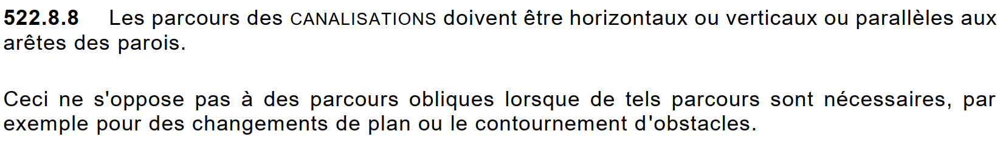 522.8.8 Les parcours des CANALISATIONS doivent être horizontaux ou verticaux ou parallèles aux
arêtes des parois.
Ceci ne s'oppose pas à des parcours obliques lorsque de tels parcours sont nécessaires, par
exemple pour des changements de plan ou le contournement d'obstacles.